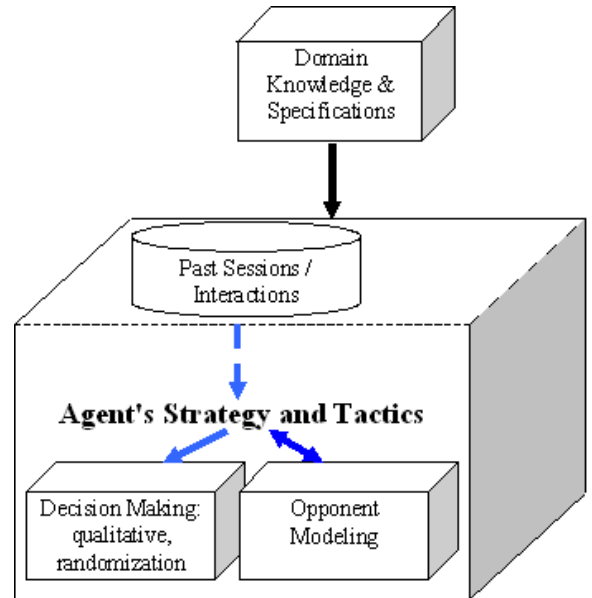 Domain
Knowledge &
Specifications
Past Sessions /
Interactions
Agent's Strategy and Tactics
Decision Making:
qualitative,
randomization
Opponent
Modeling